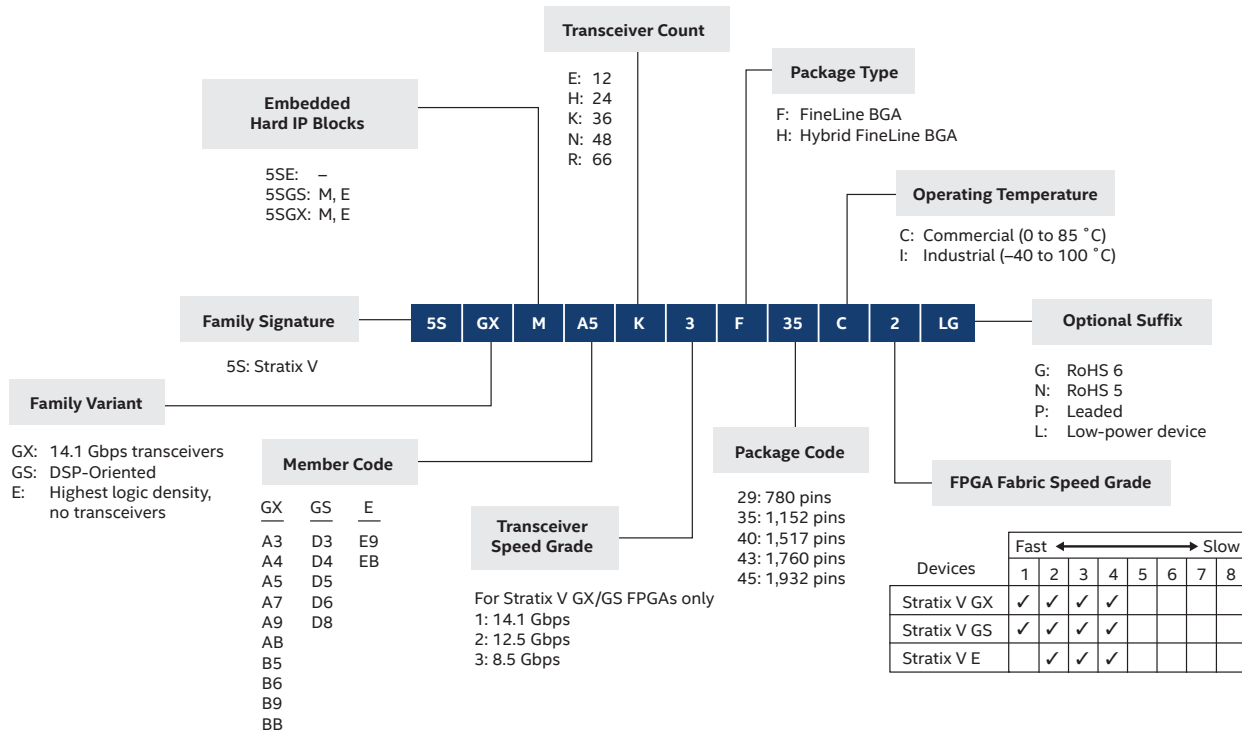 Transceiver Count
E: 12
H: 24
K: 36
N: 48
R: 66
Package Type
F: FineLine BGA
H: Hybrid FineLine BGA
Embedded
Hard IP Blocks
5SE: –
5SGS: M, E
5SGX: M, E
Operating Temperature
C: Commercial (0 to 85 ˚C)
I: Industrial (–40 to 100 ˚C)
Family Signature
5S: Stratix V
5S GX M A5 K 3 F 35 C 2 LG
Optional Suffix
G: RoHS 6
N: RoHS 5
P: Leaded
L: Low-power device
Family Variant
GX: 14.1 Gbps transceivers
GS: DSP-Oriented
E: Highest logic density,
no transceivers
Member Code
GX GS E
A3 D3 E9
A4 D4 EB
A5 D5
A7 D6
A9 D8
AB
B5
B6
B9
BB
Transceiver
Speed Grade
For Stratix V GX/GS FPGAs only
1: 14.1 Gbps
2: 12.5 Gbps
3: 8.5 Gbps
Package Code
29: 780 pins
35: 1,152 pins
40: 1,517 pins
43: 1,760 pins
45: 1,932 pins
FPGA Fabric Speed Grade
Fast Slow
Devices 1 2 3 4 5 6 7 8
Stratix V GX ✓ ✓ ✓ ✓
Stratix V GS ✓ ✓ ✓ ✓
Stratix V E ✓ ✓ ✓